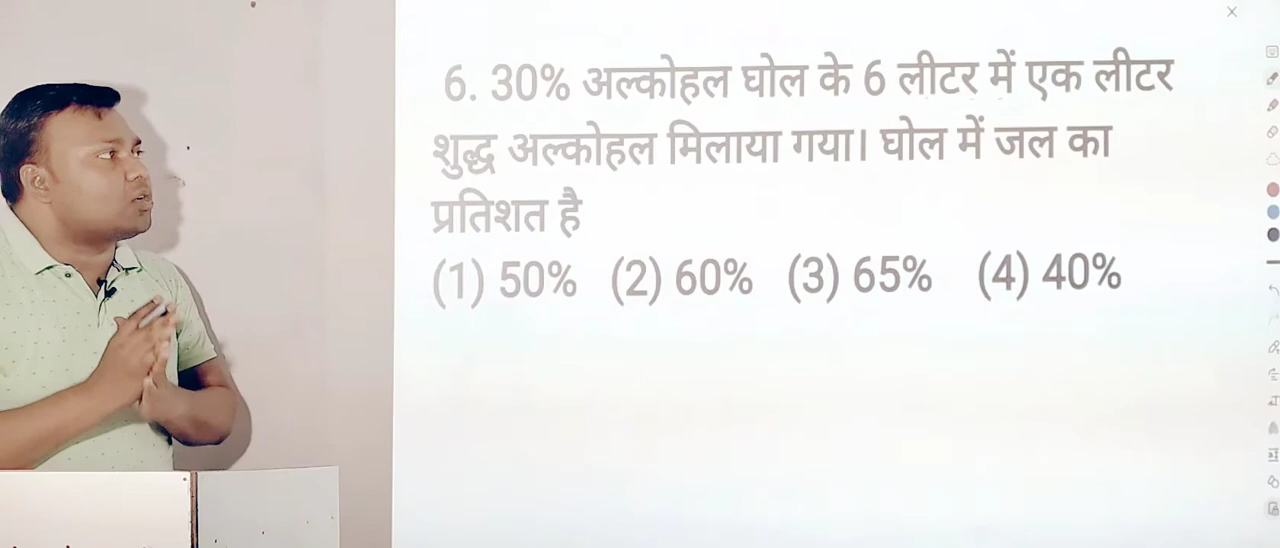 6. 30% अल्कोहल घोल के 6 लीटर में एक लीटर
शुद्ध अल्कोहल मिलाया गया। घोल में जल का
प्रतिशत है
(1) 50% (2) 60% (3) 65% (4) 40%